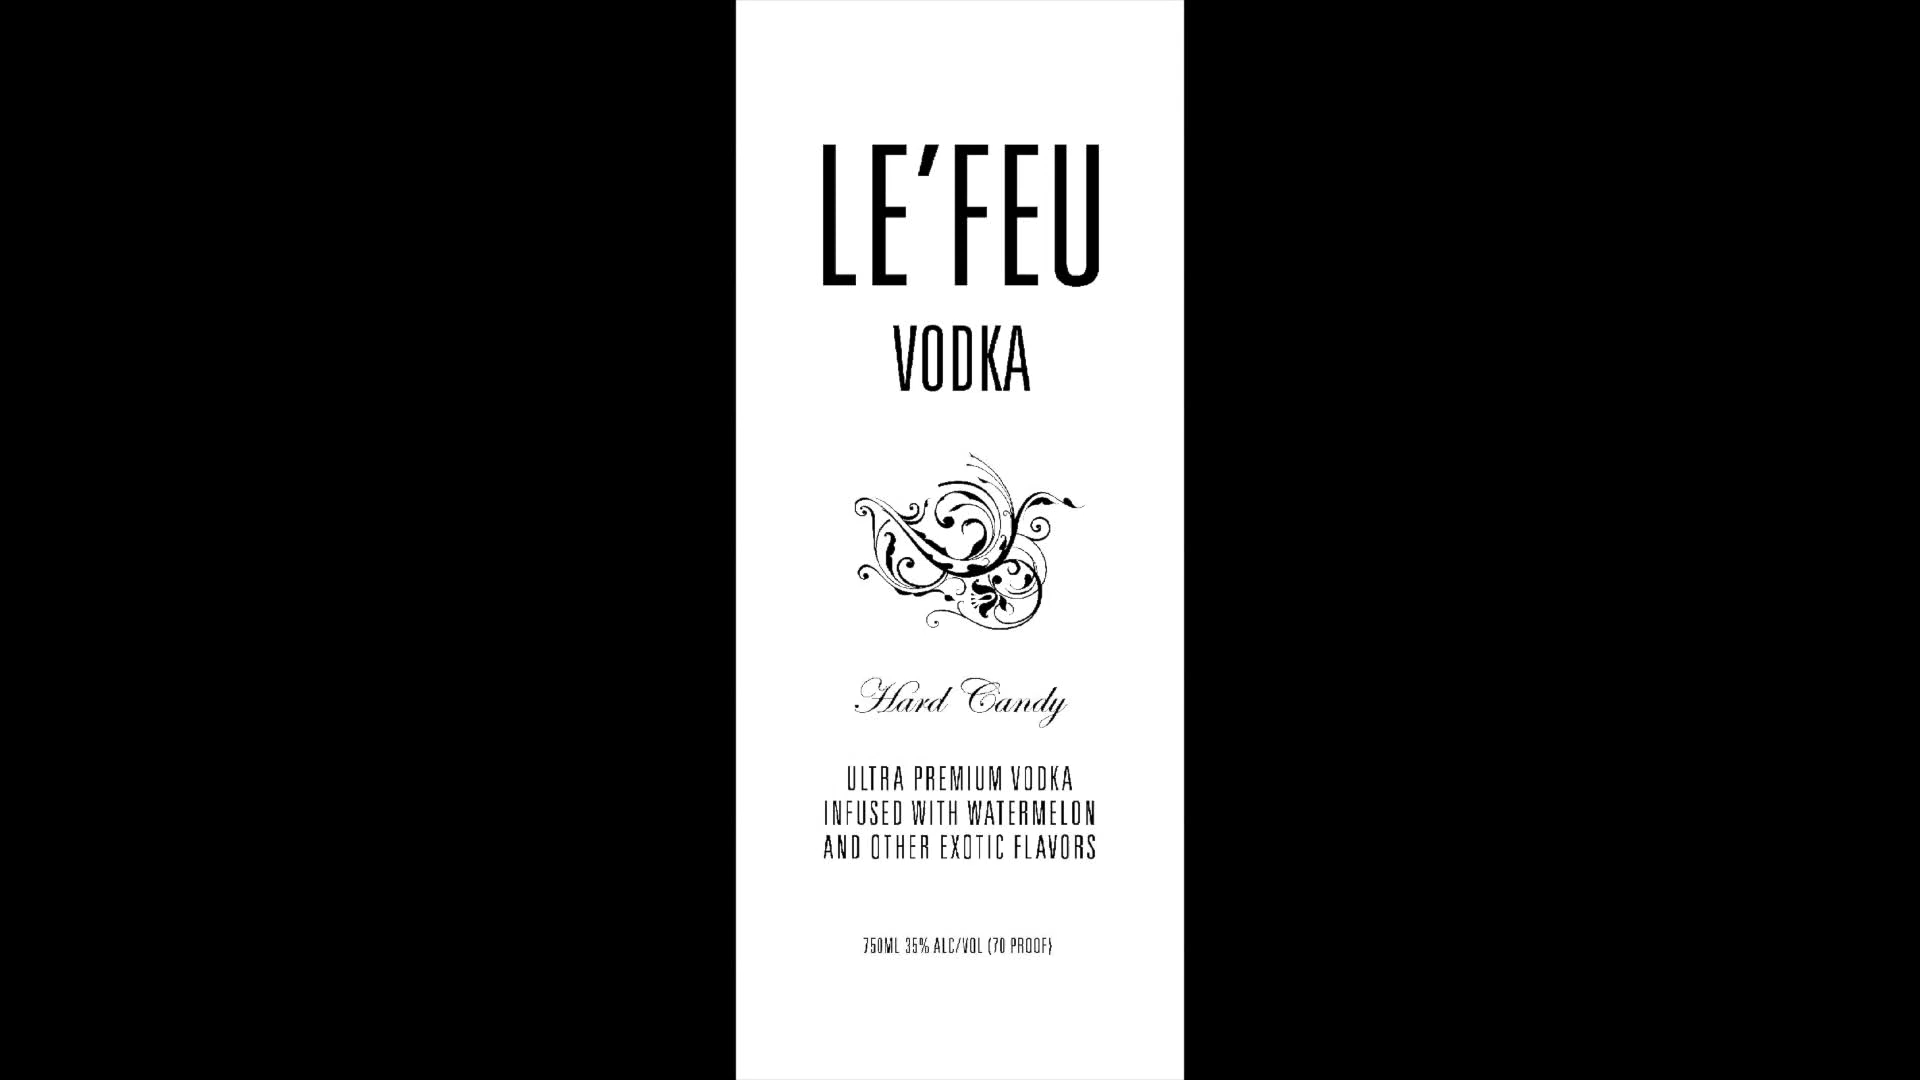 LE'FEU
VODKA
Hard Candy
ULTRA PREMIUM VODKA
INFUSED WITH WATERMELON
AND OTHER EXOTIC FLAVORS
750ML 35% ALC/VOL (70 PROOF)